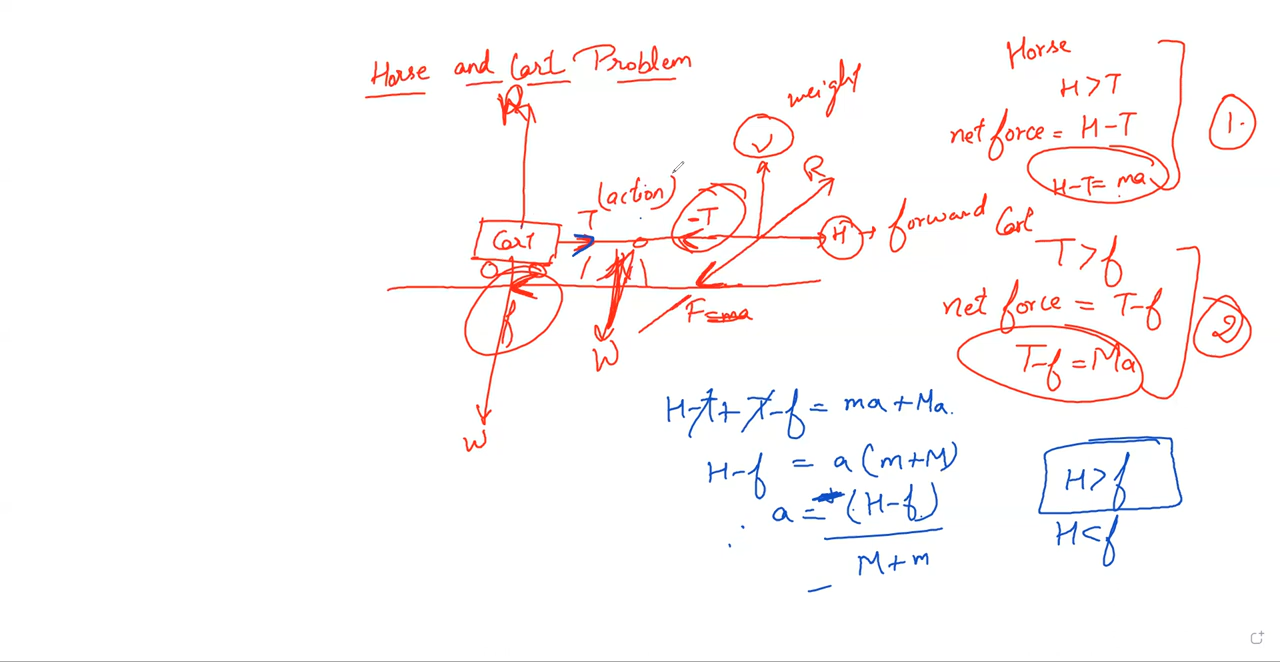 Horse and Cart Problem
R
weight
V
R
(action)
T
-T
H → forward
Cart
f
W
W
F=ma
Horse
H>T
net force = H-T
H-T= ma
1.
Cart
T>f
net force = T-f
T-f=Ma
2
H-T+T-f= ma+Ma.
H-f = a(m+M)
∴ a= (H-f)
M+m
H>f
H<f